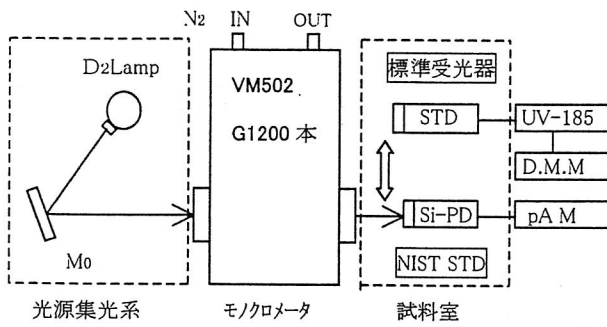 N2 IN OUT
D2Lamp
VM502
G1200 本
標準受光器
STD
UV-185
D.M.M
Si-PD
pA M
M0
NIST STD
光源集光系
モノクロメータ
試料室